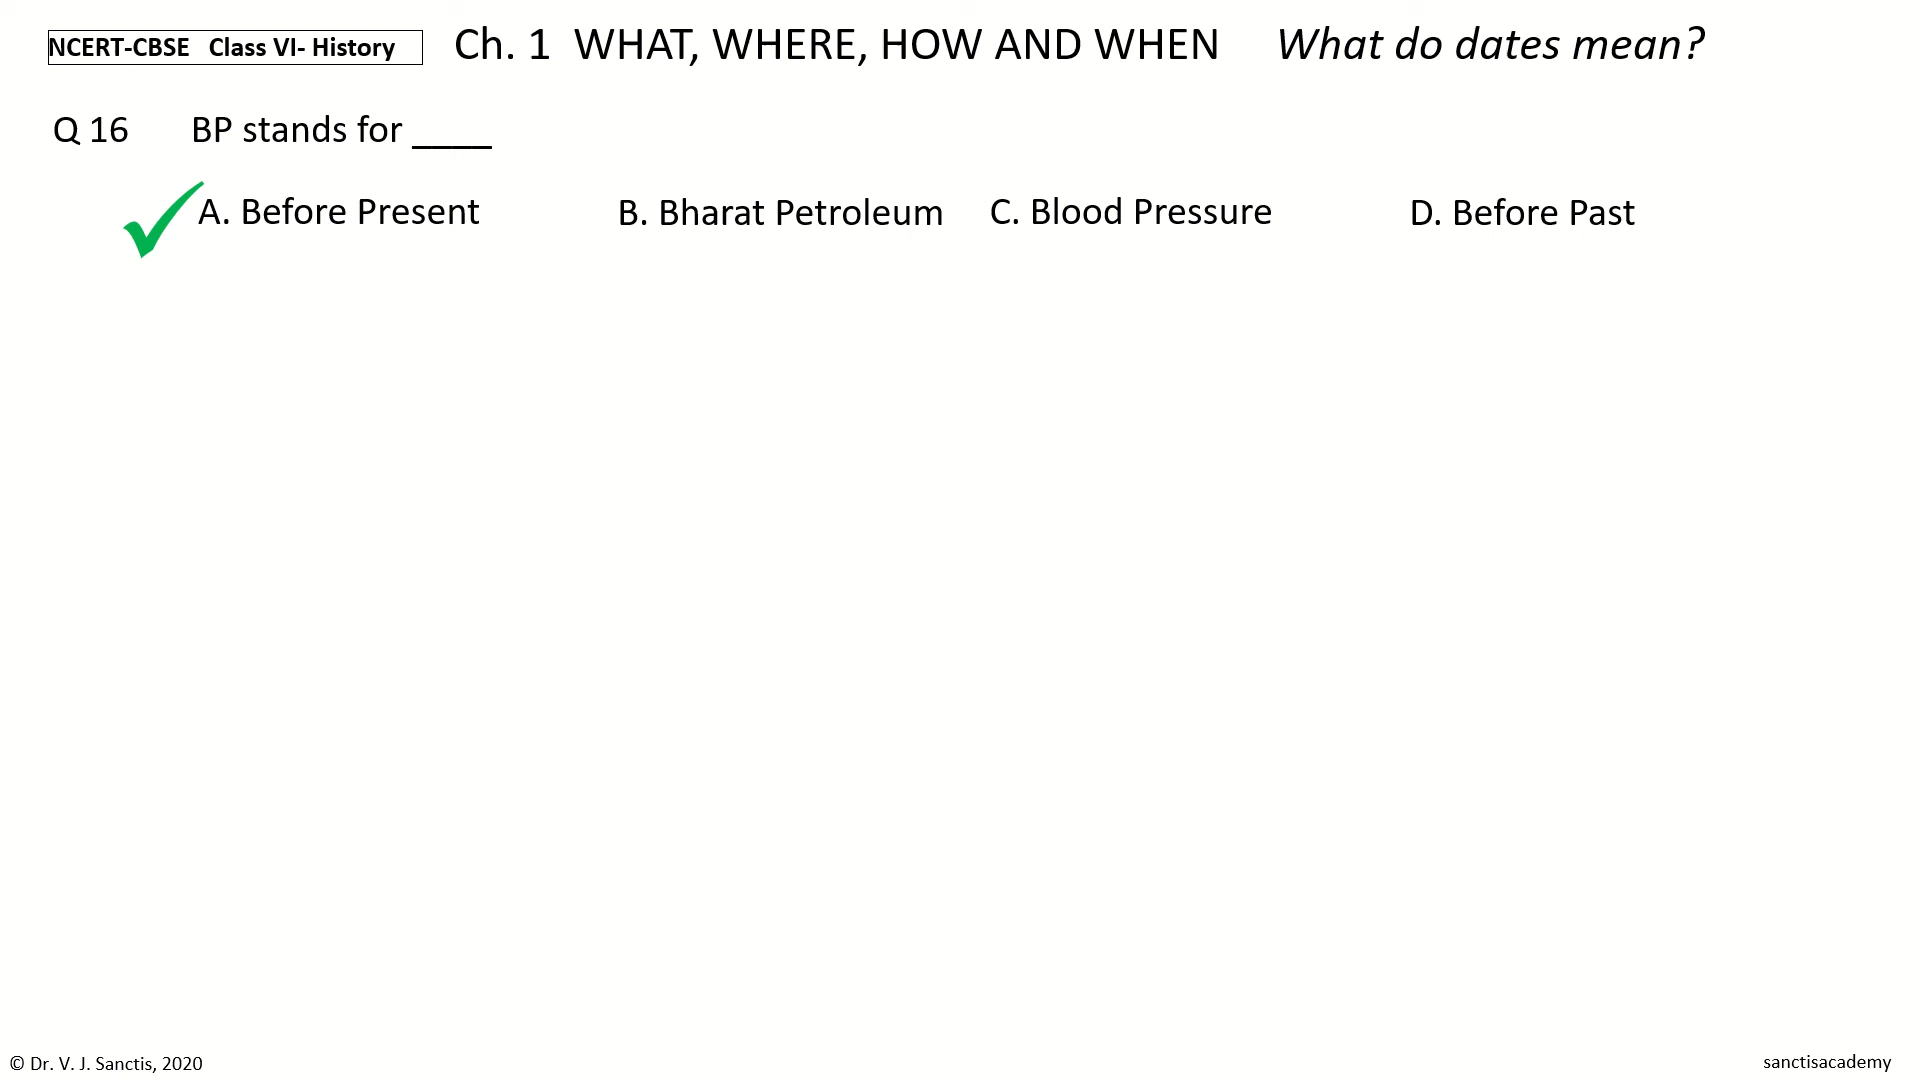 NCERT-CBSE Class VI- History Ch. 1 WHAT, WHERE, HOW AND WHEN What do dates mean?
Q 16 BP stands for ____
A. Before Present B. Bharat Petroleum C. Blood Pressure D. Before Past
© Dr. V. J. Sanctis, 2020 sanctisacademy